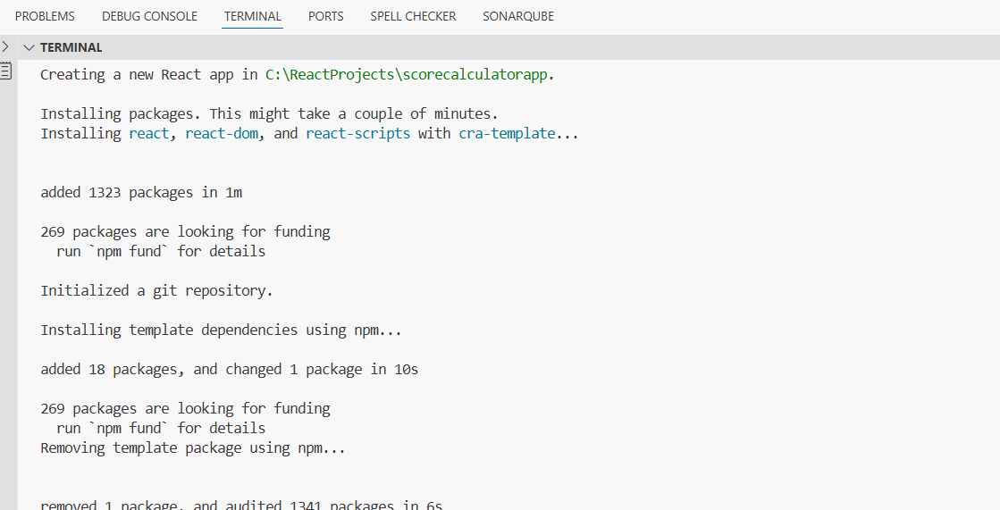 PROBLEMS DEBUG CONSOLE TERMINAL PORTS SPELL CHECKER SONARQUBE
TERMINAL
Creating a new React app in C:\ReactProjects\scorecalculatorapp.
Installing packages. This might take a couple of minutes.
Installing react, react-dom, and react-scripts with cra-template...
added 1323 packages in 1m
269 packages are looking for funding
run `npm fund` for details
Initialized a git repository.
Installing template dependencies using npm...
added 18 packages, and changed 1 package in 10s
269 packages are looking for funding
run `npm fund` for details
Removing template package using npm...
removed 1 package, and audited 1341 packages in 6s